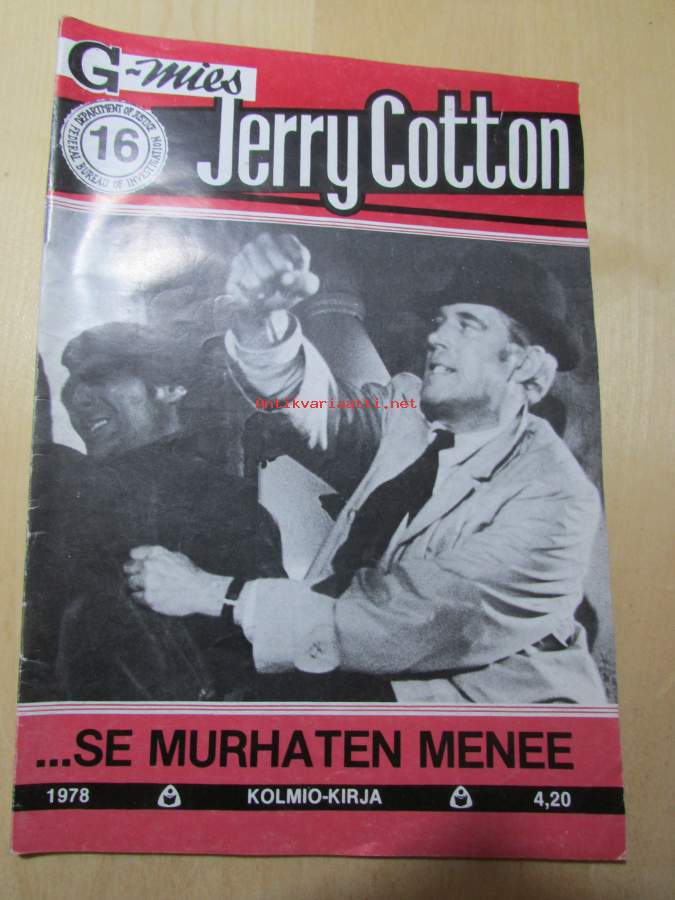 G-mies
Jerry Cotton
DEPARTMENT OF JUSTICE
16
FEDERAL BUREAU OF INVESTIGATION
Antikvariaatti.net
...SE MURHATEN MENEE
1978 KOLMIO-KIRJA 4,20